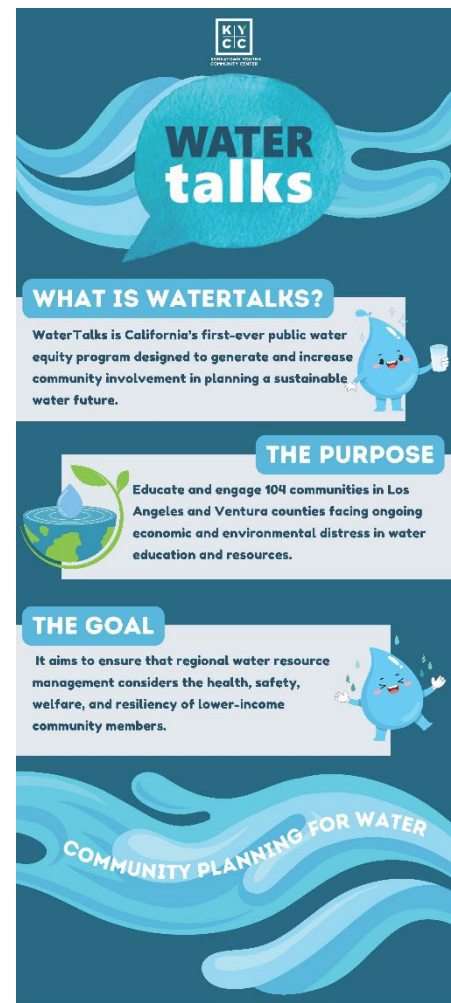 K Y
C C
KOREATOWN YOUTH+
COMMUNITY CENTER
WATER
talks
WHAT IS WATERTALKS?
WaterTalks is California's first-ever public water
equity program designed to generate and increase
community involvement in planning a sustainable
water future.
THE PURPOSE
Educate and engage 104 communities in Los
Angeles and Ventura counties facing ongoing
economic and environmental distress in water
education and resources.
THE GOAL
It aims to ensure that regional water resource
management considers the health, safety,
welfare, and resiliency of lower-income
community members.
COMMUNITY PLANNING FOR WATER